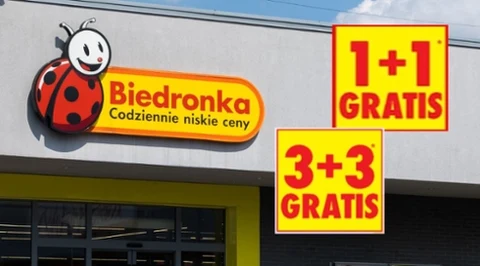 Biedronka
Codziennie niskie ceny
1+1*
GRATIS
3+3*
GRATIS